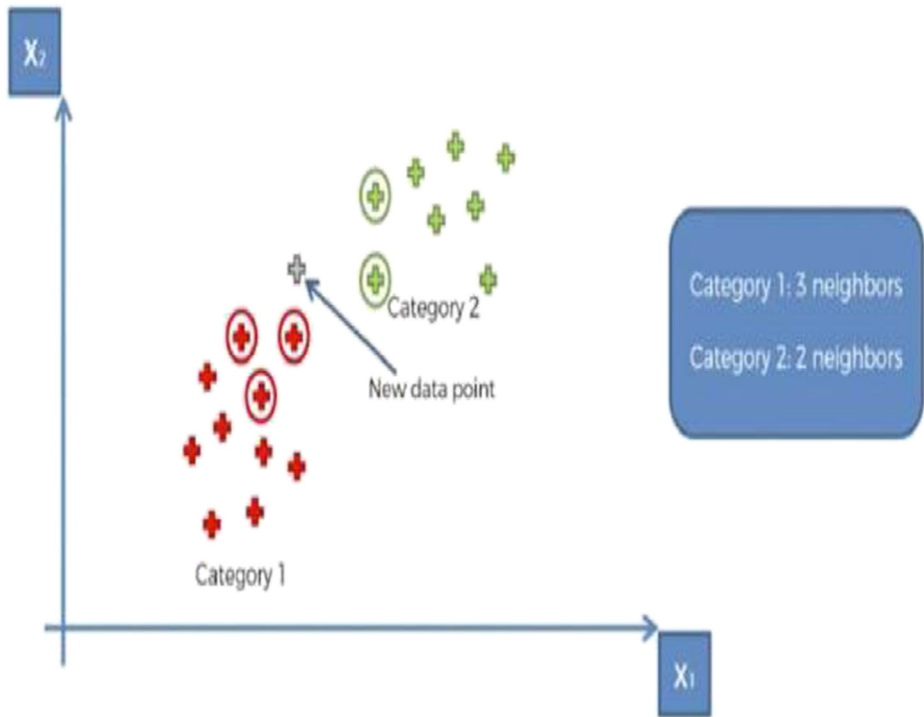 X₂
Category 2
New data point
Category 1
X₁
Category 1: 3 neighbors
Category 2: 2 neighbors